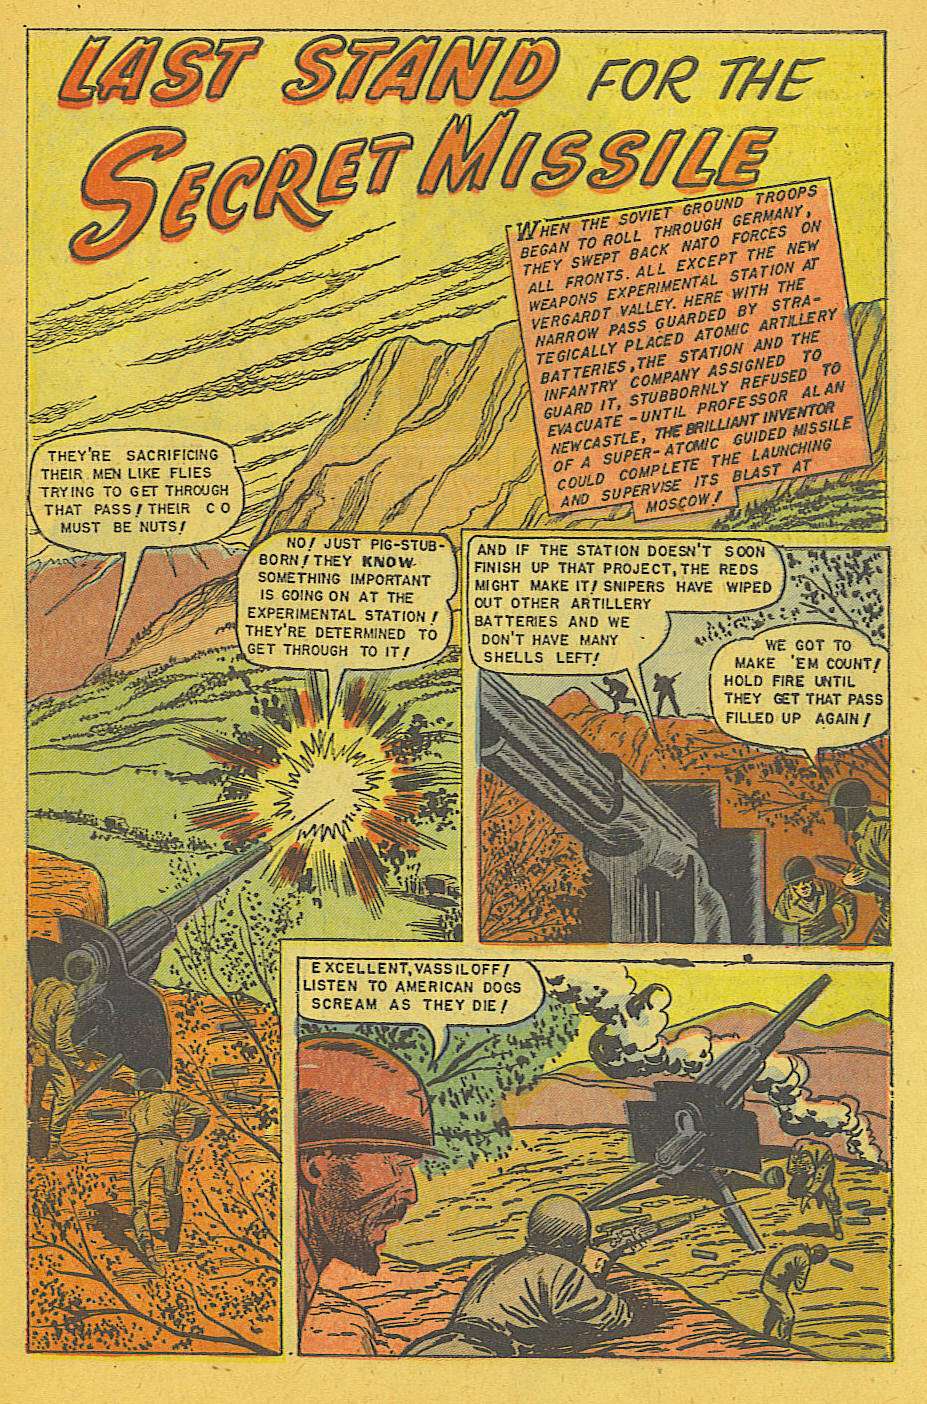 LAST STAND FOR THE
SECRET MISSILE
WHEN THE SOVIET GROUND TROOPS
BEGAN TO ROLL THROUGH GERMANY,
THEY SWEPT BACK NATO FORCES ON
ALL FRONTS. ALL EXCEPT THE NEW
WEAPONS EXPERIMENTAL STATION AT
VERGARDT VALLEY. HERE WITH THE
NARROW PASS GUARDED BY STRA-
TEGICALLY PLACED ATOMIC ARTILLERY
BATTERIES, THE STATION AND THE
INFANTRY COMPANY ASSIGNED TO
GUARD IT, STUBBORNLY REFUSED TO
EVACUATE - UNTIL PROFESSOR ALAN
NEWCASTLE, THE BRILLIANT INVENTOR
OF A SUPER-ATOMIC GUIDED MISSILE
COULD COMPLETE THE LAUNCHING
AND SUPERVISE ITS BLAST AT
MOSCOW!
THEY'RE SACRIFICING
THEIR MEN LIKE FLIES
TRYING TO GET THROUGH
THAT PASS! THEIR C O
MUST BE NUTS!
NO! JUST PIG-STUB-
BORN! THEY KNOW
SOMETHING IMPORTANT
IS GOING ON AT THE
EXPERIMENTAL STATION!
THEY'RE DETERMINED TO
GET THROUGH TO IT!
AND IF THE STATION DOESN'T SOON
FINISH UP THAT PROJECT, THE REDS
MIGHT MAKE IT! SNIPERS HAVE WIPED
OUT OTHER ARTILLERY
BATTERIES AND WE
DON'T HAVE MANY
SHELLS LEFT!
WE GOT TO
MAKE 'EM COUNT!
HOLD FIRE UNTIL
THEY GET THAT PASS
FILLED UP AGAIN!
EXCELLENT, VASSILOFF!
LISTEN TO AMERICAN DOGS
SCREAM AS THEY DIE!